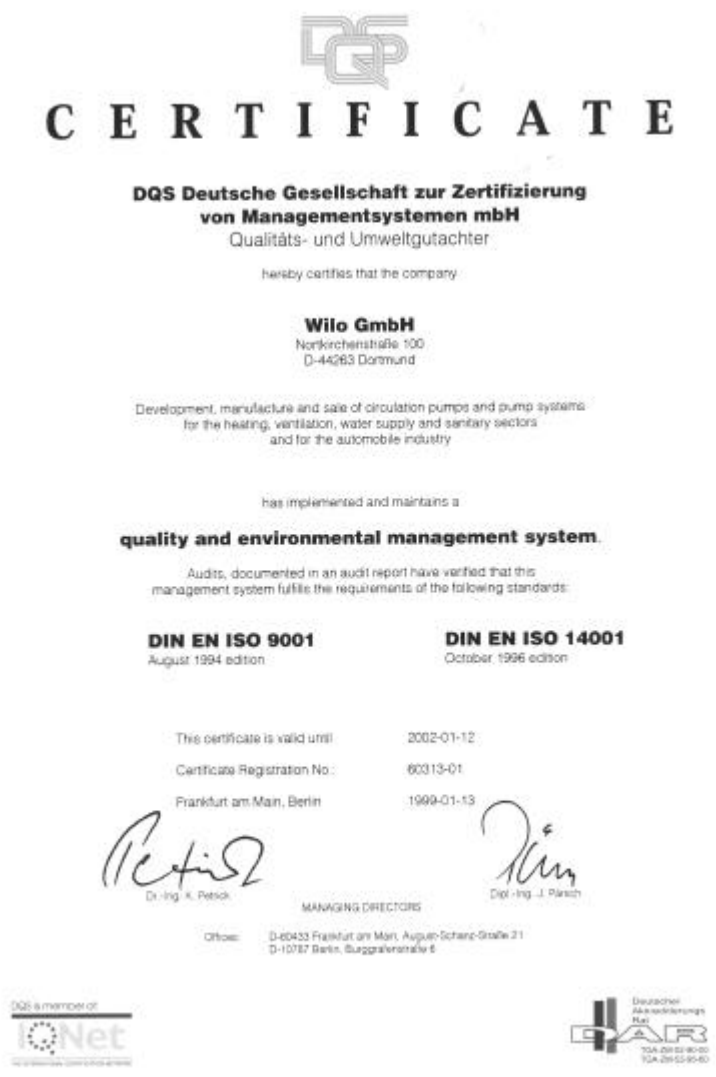 DQS
CERTIFICATE
DQS Deutsche Gesellschaft zur Zertifizierung
von Managementsystemen mbH
Qualitäts- und Umweltgutachter
hereby certifies that the company
Wilo GmbH
Nortkirchenstraße 100
D-44263 Dortmund
Development, manufacture and sale of circulation pumps and pump systems
for the heating, ventilation, water supply and sanitary sectors
and for the automobile industry
has implemented and maintains a
quality and environmental management system.
Audits, documented in an audit report have verified that this
management system fulfills the requirements of the following standards:
DIN EN ISO 9001
August 1994 edition
DIN EN ISO 14001
October 1996 edition
This certificate is valid until 2002-01-12
Certificate Registration No.: 60313-01
Frankfurt am Main, Berlin 1999-01-13
Dr.-Ing. K. Petrick
Dipl.-Ing. J. Pärsch
MANAGING DIRECTORS
Offices: D-60433 Frankfurt am Main, August-Schanz-Straße 21
D-10787 Berlin, Burggrafenstraße 6
DQS is member of:
IQNet
THE INTERNATIONAL CERTIFICATION NETWORK
Deutscher
Akkreditierungs
Rat
DAR